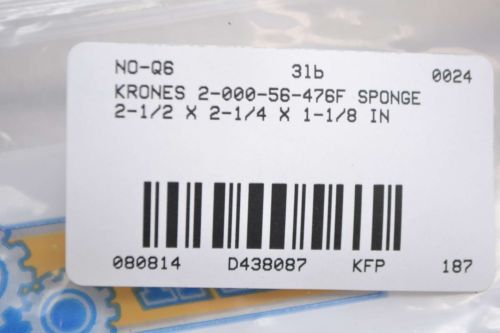 NO-Q6 3lb 0024
KRONES 2-000-56-476F SPONGE
2-1/2 X 2-1/4 X 1-1/8 IN
080814 D438087 KFP 187